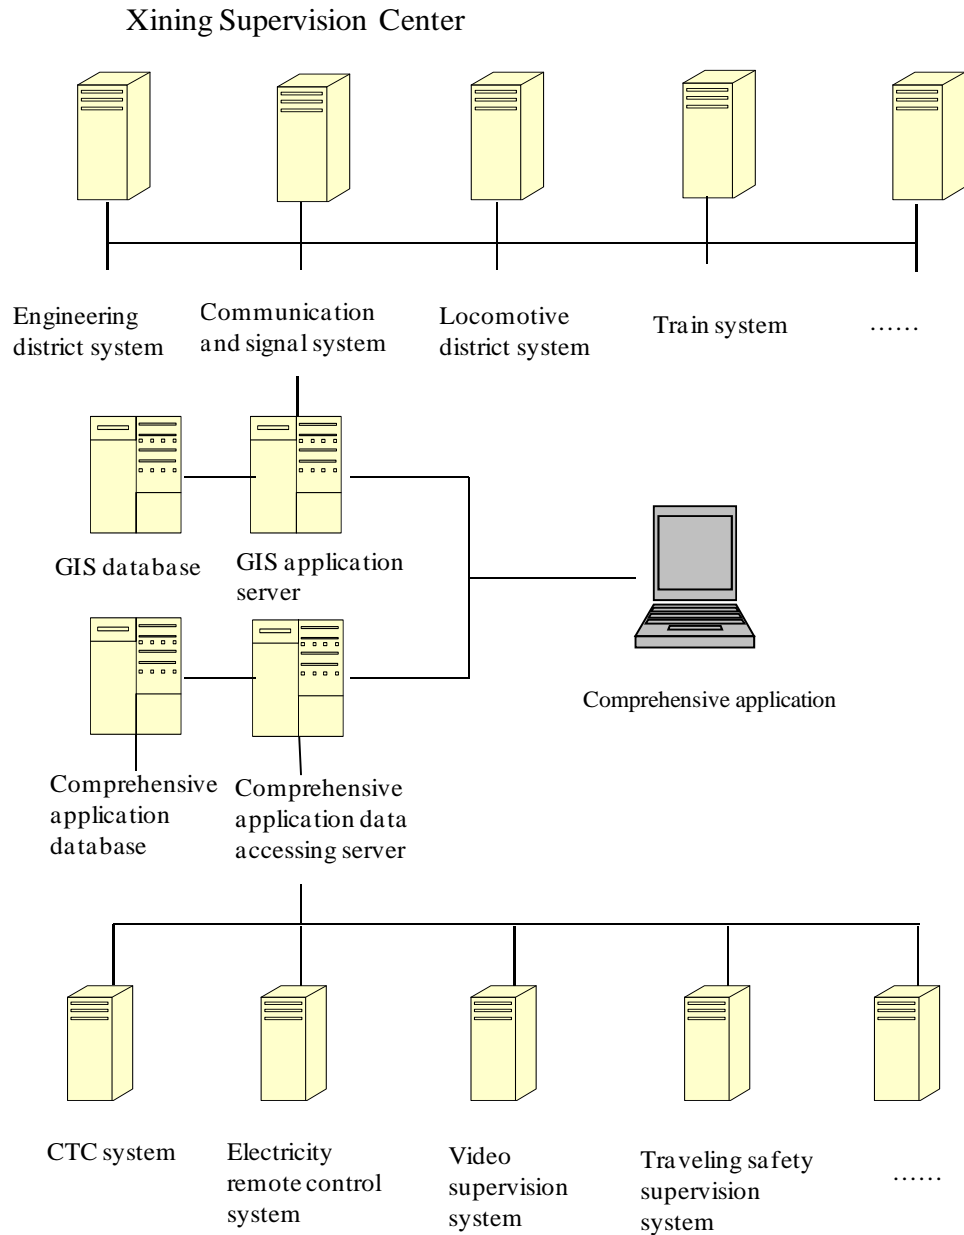 Xining Supervision Center
Engineering
district system
Communication
and signal system
Locomotive
district system
Train system
......
GIS database
GIS application
server
Comprehensive application
Comprehensive
application
database
Comprehensive
application data
accessing server
CTC system
Electricity
remote control
system
Video
supervision
system
Traveling safety
supervision
system
......